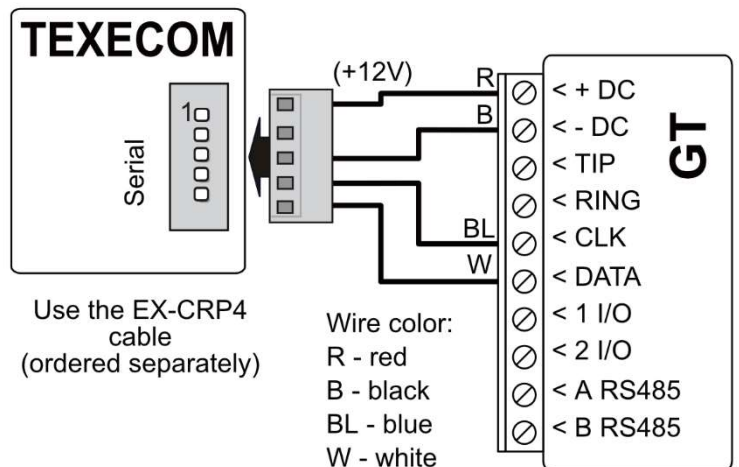 TEXECOM
1
Serial
Use the EX-CRP4
cable
(ordered separately)
(+12V)
R
B
BL
W
Wire color:
R - red
B - black
BL - blue
W - white
< + DC
< - DC
< TIP
< RING
< CLK
< DATA
< 1 I/O
< 2 I/O
< A RS485
< B RS485
GT